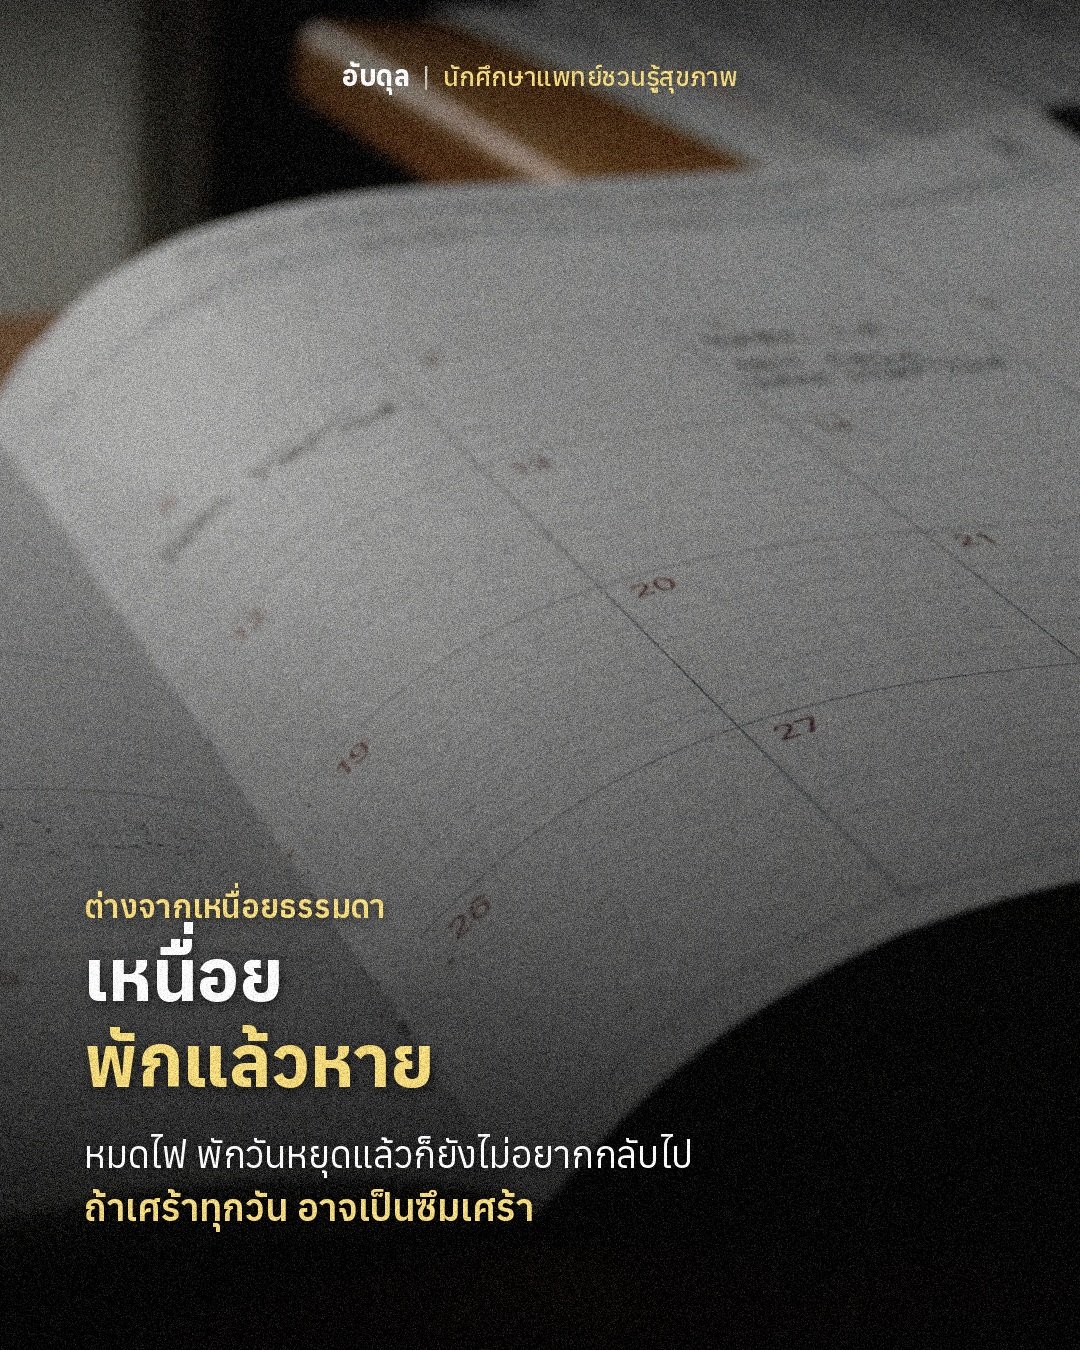 อับดุล | นักศึกษาแพทย์ชวนรู้สุขภาพ
20
21
27
19
26
ต่างจากเหนื่อยธรรมดา
เหนื่อย
พักแล้วหาย
หมดไฟ พักวันหยุดแล้วก็ยังไม่อยากกลับไป
ถ้าเศร้าทุกวัน อาจเป็นซึมเศร้า